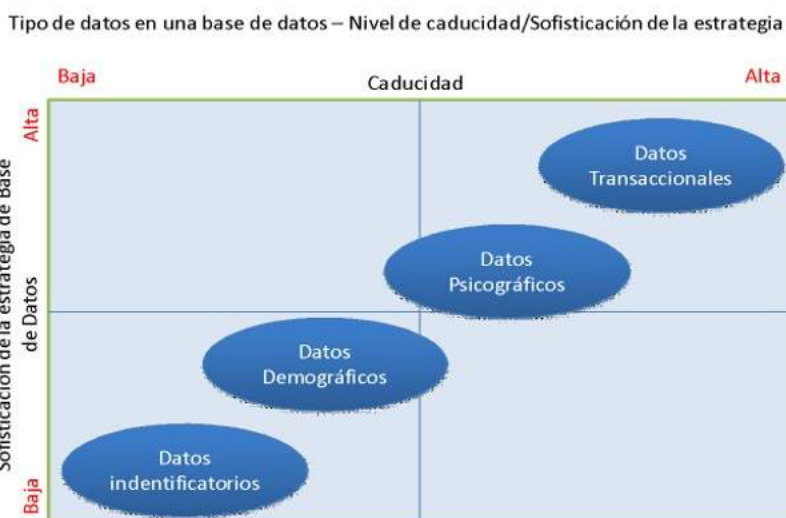 Tipo de datos en una base de datos – Nivel de caducidad/Sofisticación de la estrategia
Baja
Caducidad
Alta
Alta
Sofisticación de la estrategia de Base
de Datos
Baja
Datos
Transaccionales
Datos
Psicográficos
Datos
Demográficos
Datos
indentificatorios